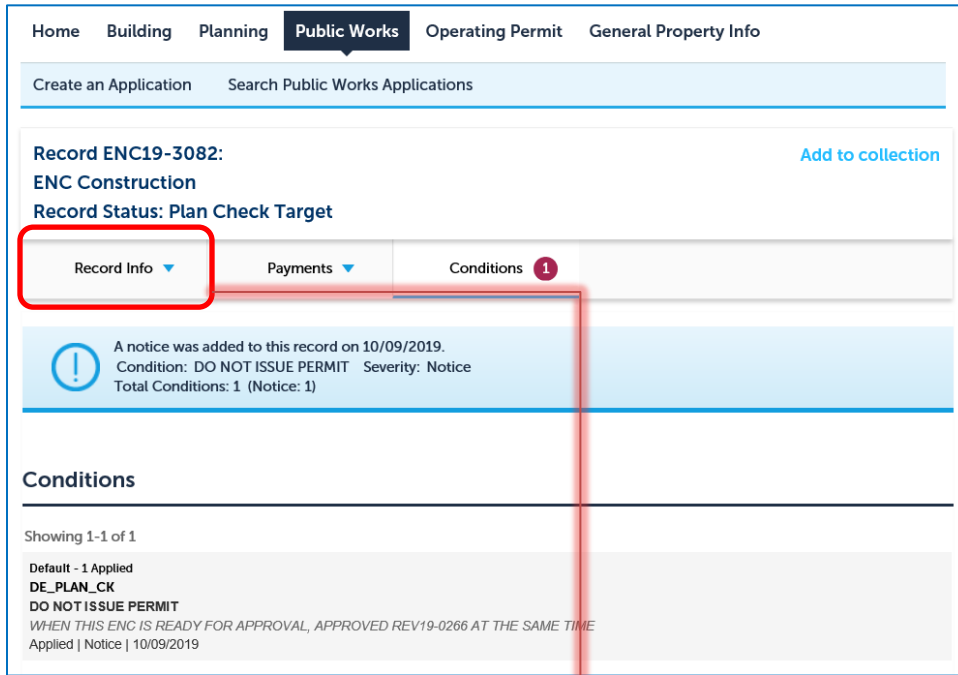 Home Building Planning Public Works Operating Permit General Property Info
Create an Application Search Public Works Applications
Record ENC19-3082:
Add to collection
ENC Construction
Record Status: Plan Check Target
Record Info Payments Conditions 1
A notice was added to this record on 10/09/2019.
Condition: DO NOT ISSUE PERMIT Severity: Notice
Total Conditions: 1 (Notice: 1)
Conditions
Showing 1-1 of 1
Default - 1 Applied
DE_PLAN_CK
DO NOT ISSUE PERMIT
WHEN THIS ENC IS READY FOR APPROVAL, APPROVED REV19-0266 AT THE SAME TIME
Applied | Notice | 10/09/2019